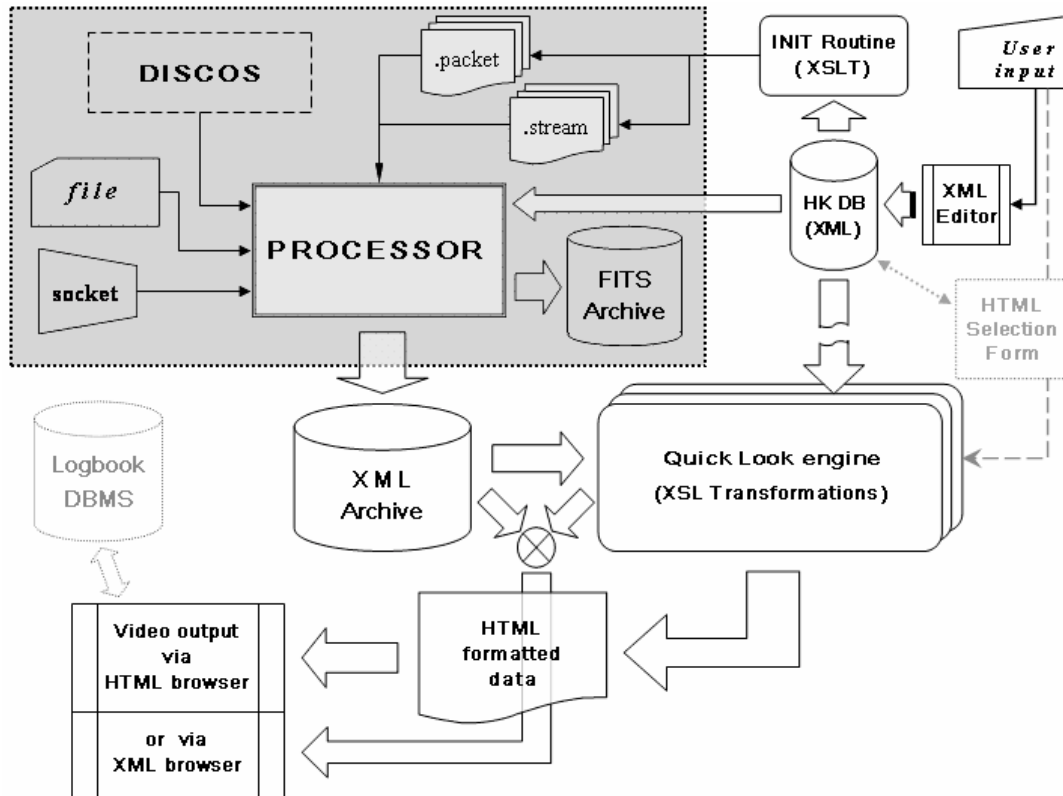 DISCOS
.packet
.stream
INIT Routine
(XSLT)
User
input
file
socket
PROCESSOR
FITS
Archive
HK DB
(XML)
XML
Editor
HTML
Selection
Form
Logbook
DBMS
XML
Archive
Quick Look engine
(XSL Transformations)
Video output
via
HTML browser
or via
XML browser
HTML
formatted
data